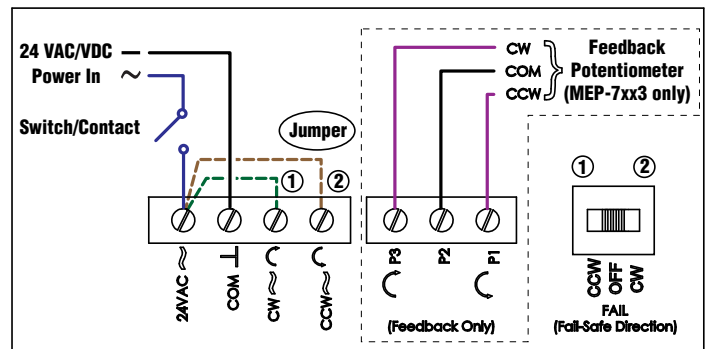 24 VAC/VDC
Power In ~
Switch/Contact
Jumper
① ②
24VAC
COM
CW
CCW
CW
COM
CCW
Feedback
Potentiometer
(MEP-7xx3 only)
P3
P2
P1
(Feedback Only)
① ②
CCW
OFF
CW
FAIL
(Fail-Safe Direction)